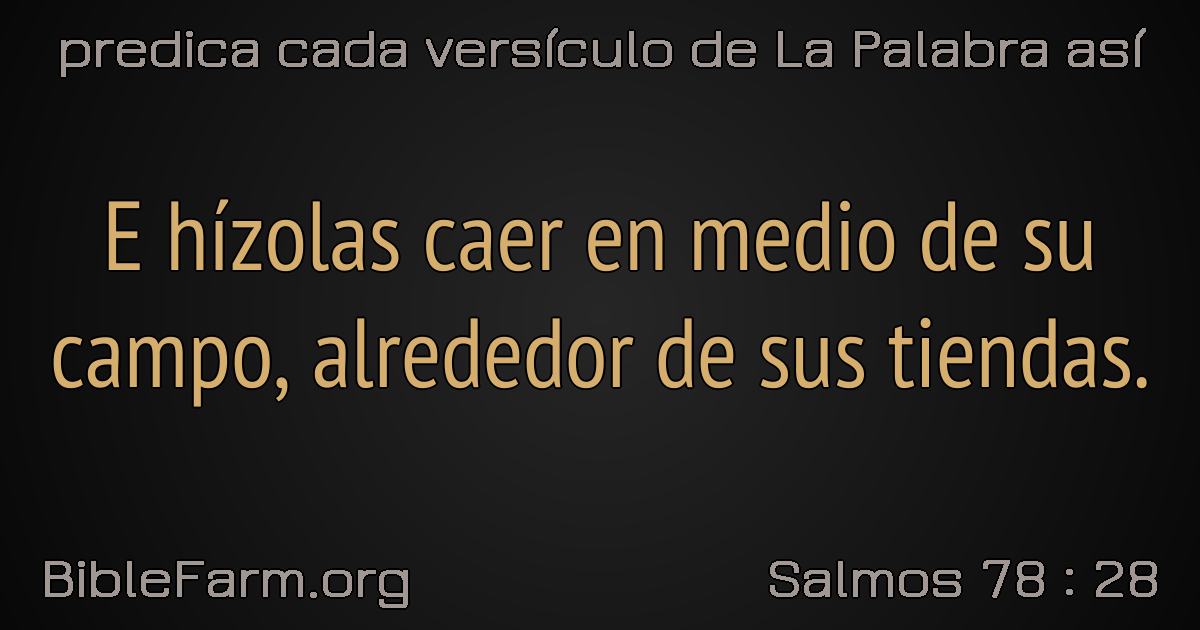 predica cada versículo de La Palabra así
E hízolas caer en medio de su
campo, alrededor de sus tiendas.
BibleFarm.org
Salmos 78 : 28